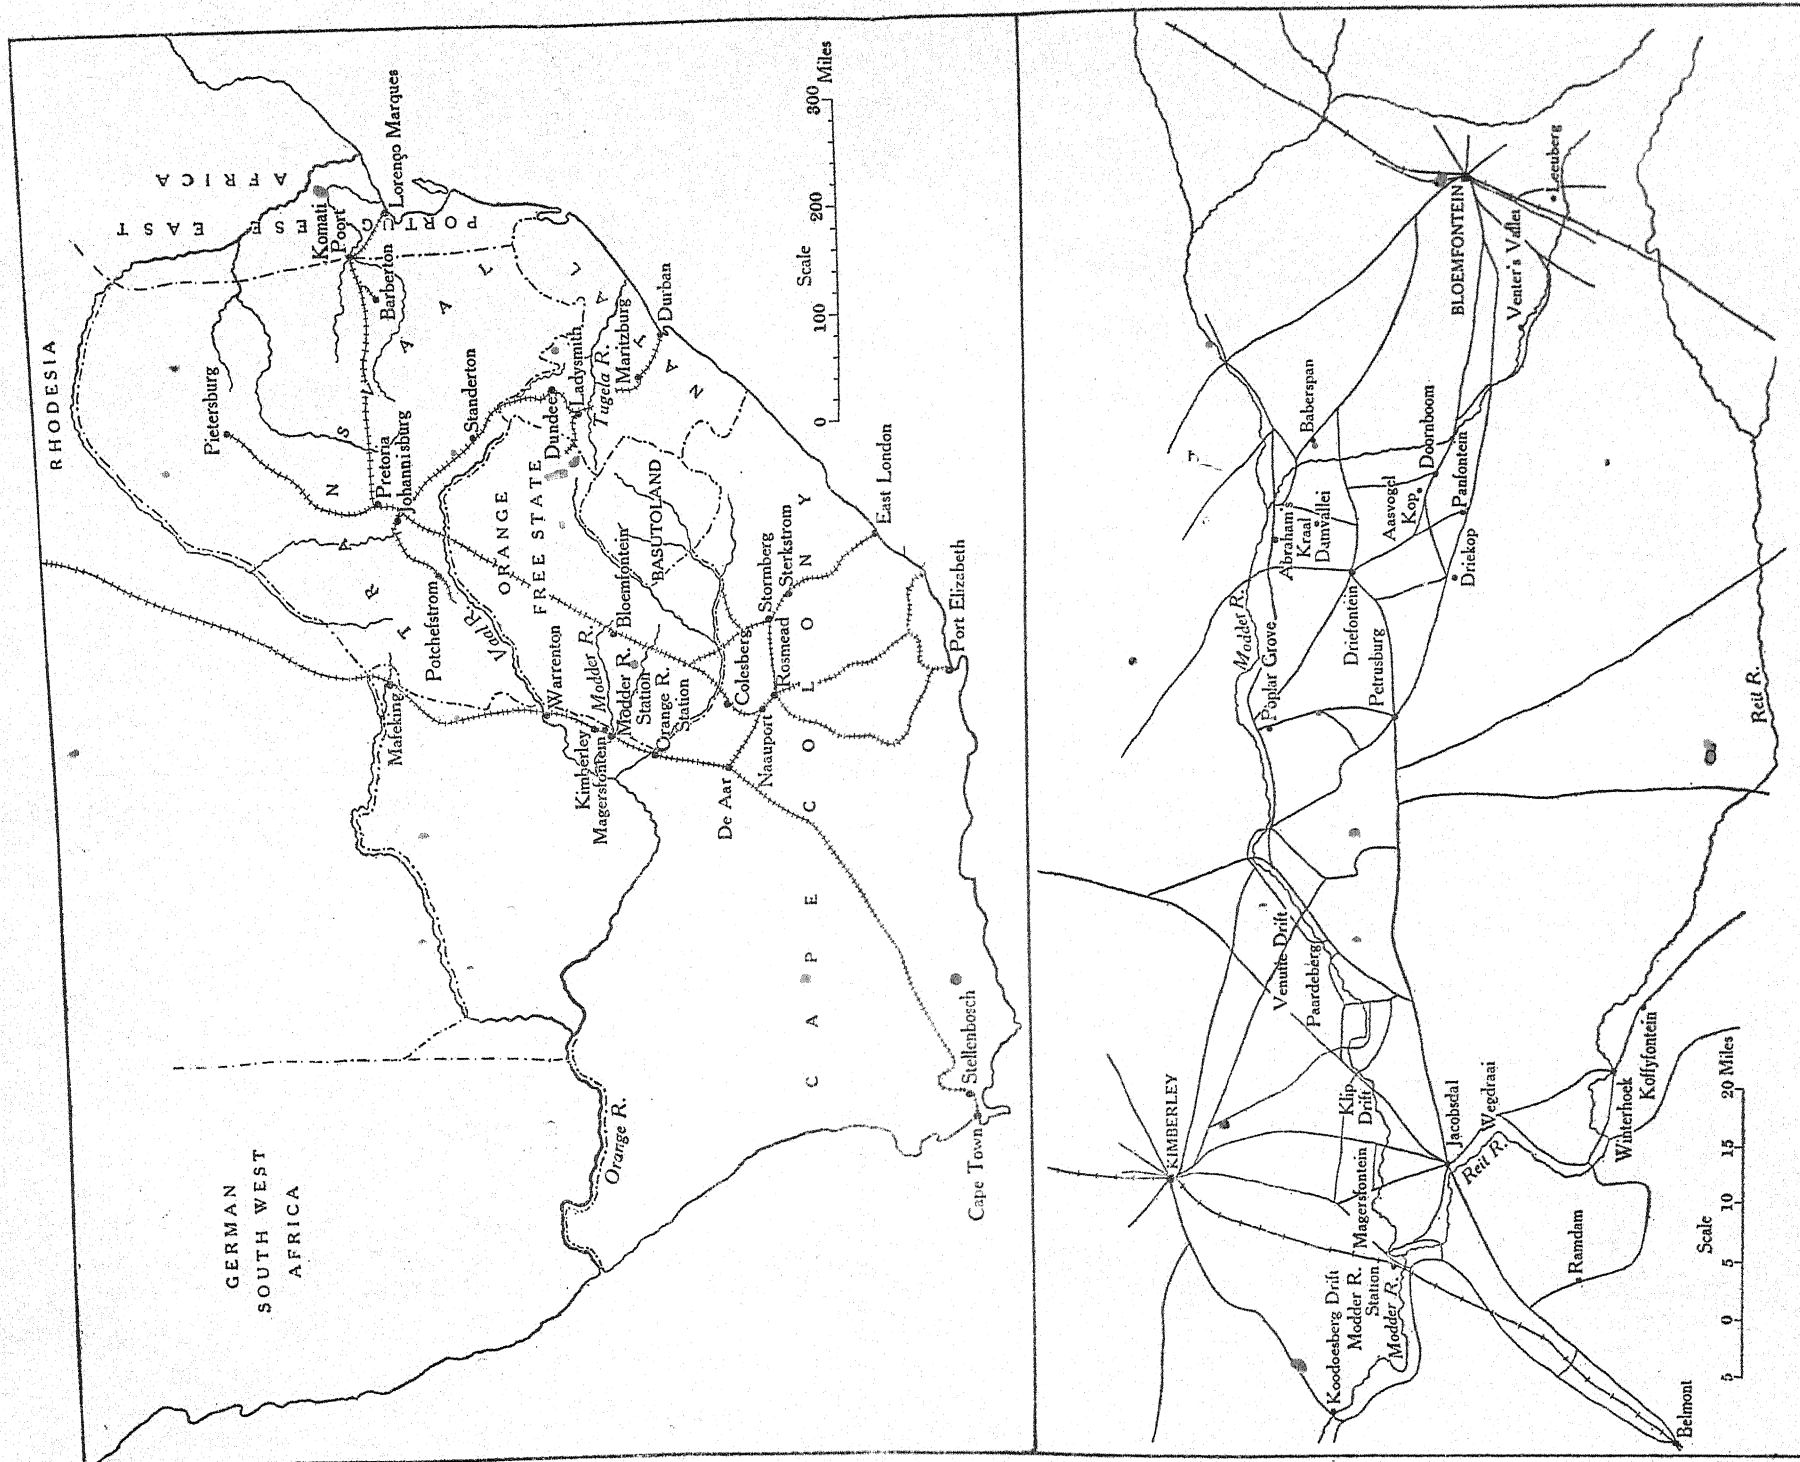 RHODESIA
PORTUGUESE EAST
AFRICA
Pietersburg
Komati
Poort
Lorenço Marques
Barberton
Pretoria
Johannisburg
TRANSVAAL
Standerton
Potchefstrom
Mafeking
Vaal R.
ORANGE
FREE STATE
Dundee
Ladysmith
Tugela R.
Maritzburg
Durban
ZULU
NATAL
Warrenton
Modder R.
Bloemfontein
BASUTOLAND
Kimberley
Magersfontein
Modder R.
Station
Orange R.
Station
Colesberg
Stormberg
Sterkstrom
Rosmead
Naauport
De Aar
East London
Port Elizabeth
CAPE COLONY
Stellenbosch
Cape Town
Orange R.
GERMAN
SOUTH WEST
AFRICA
0 100 200 300 Miles
Scale
BLOEMFONTEIN
Leeuberg
Venter's Vallei
Baberspan
Doornboom
Panfontein
Aasvogel
Kop
Abraham's
Kraal
Damvallei
Driekop
Driefontein
Petrusburg
Modder R.
Poplar Grove
Reit R.
Venutie Drift
Paardeberg
KIMBERLEY
Klip
Drift
Jacobsdal
Wegdraai
Reit R.
Winterhoek
Koffyfontein
Magersfontein
Koodoesberg Drift
Modder R.
Station
Modder R.
Ramdam
Belmont
5 0 5 10 15 20 Miles
Scale